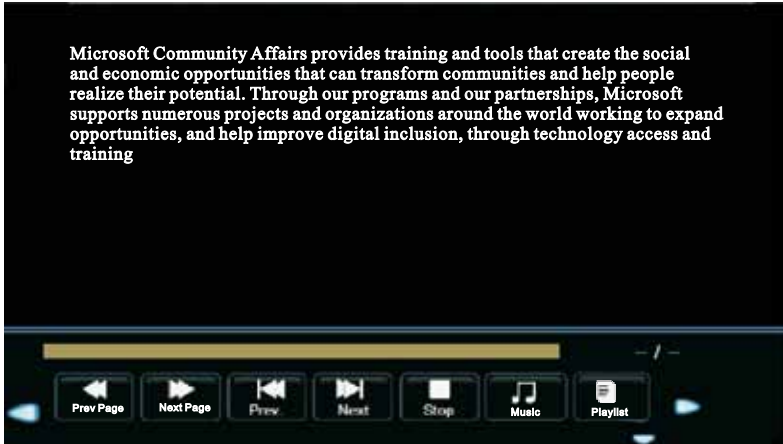 Microsoft Community Affairs provides training and tools that create the social
and economic opportunities that can transform communities and help people
realize their potential. Through our programs and our partnerships, Microsoft
supports numerous projects and organizations around the world working to expand
opportunities, and help improve digital inclusion, through technology access and
training
-- / --
Prev Page Next Page Prev. Next Stop Music Playlist